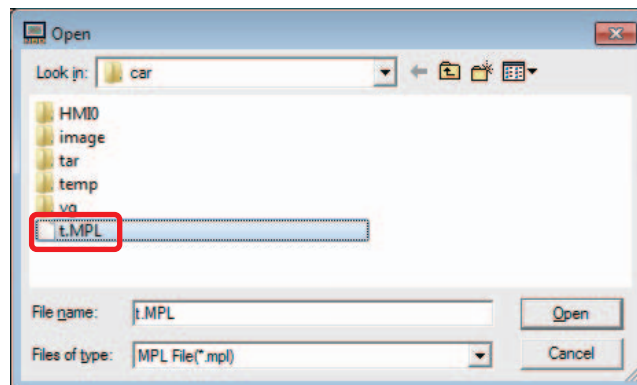 Open
Look in: car
HMI0
image
tar
temp
vg
t.MPL
File name: t.MPL Open
Files of type: MPL File(*.mpl) Cancel